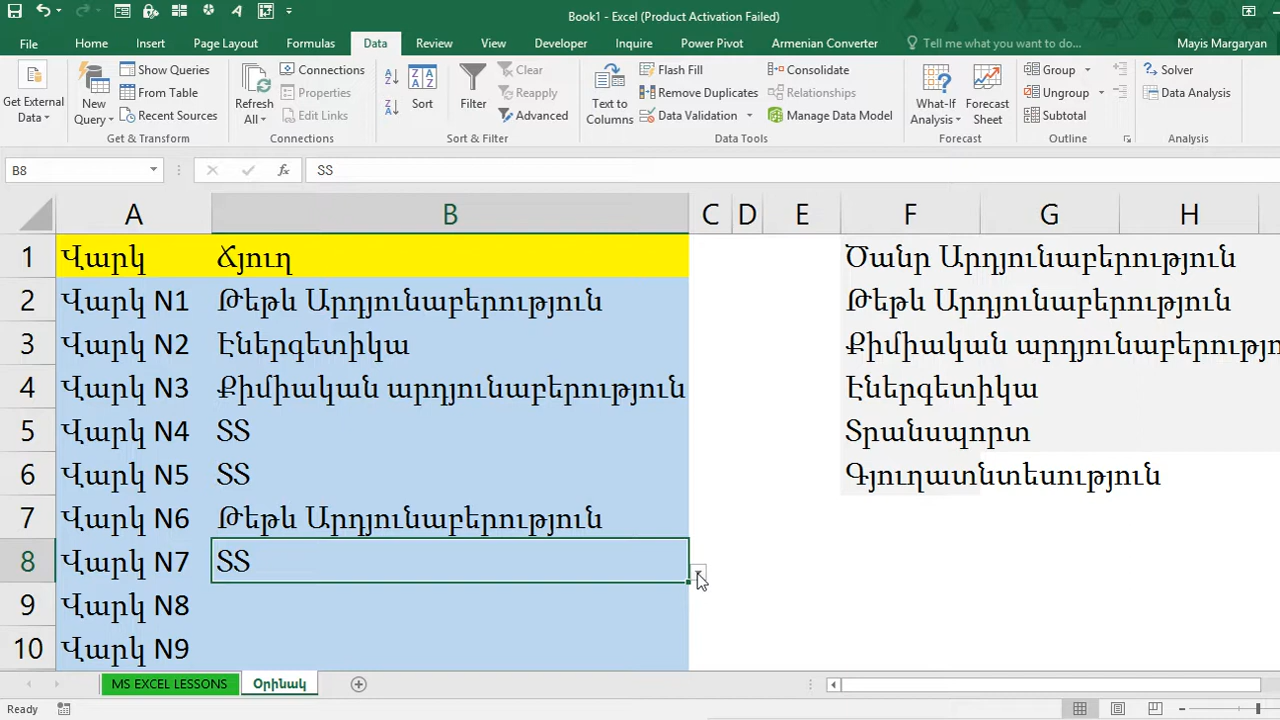 Book1 - Excel (Product Activation Failed)
File Home Insert Page Layout Formulas Data Review View Developer Inquire Power Pivot Armenian Converter Tell me what you want to do... Mayis Margaryan
Get External Data
New Query
Show Queries
From Table
Recent Sources
Get & Transform
Refresh All
Connections
Properties
Edit Links
Connections
Sort
Filter
Clear
Reapply
Advanced
Sort & Filter
Text to Columns
Flash Fill
Remove Duplicates
Data Validation
Consolidate
Relationships
Manage Data Model
Data Tools
What-If Analysis
Forecast Sheet
Forecast
Group
Ungroup
Subtotal
Outline
Solver
Data Analysis
Analysis
B8 fx ՏՏ
A B C D E F G H
1 Վարկ Ճյուղ Ծանր Արդյունաբերություն
2 Վարկ N1 Թեթև Արդյունաբերություն Թեթև Արդյունաբերություն
3 Վարկ N2 Էներգետիկա Քիմիական արդյունաբերությո
4 Վարկ N3 Քիմիական արդյունաբերություն Էներգետիկա
5 Վարկ N4 ՏՏ Տրանսպորտ
6 Վարկ N5 ՏՏ Գյուղատնտեսություն
7 Վարկ N6 Թեթև Արդյունաբերություն
8 Վարկ N7 ՏՏ
9 Վարկ N8
10 Վարկ N9
MS EXCEL LESSONS Օրինակ
Ready